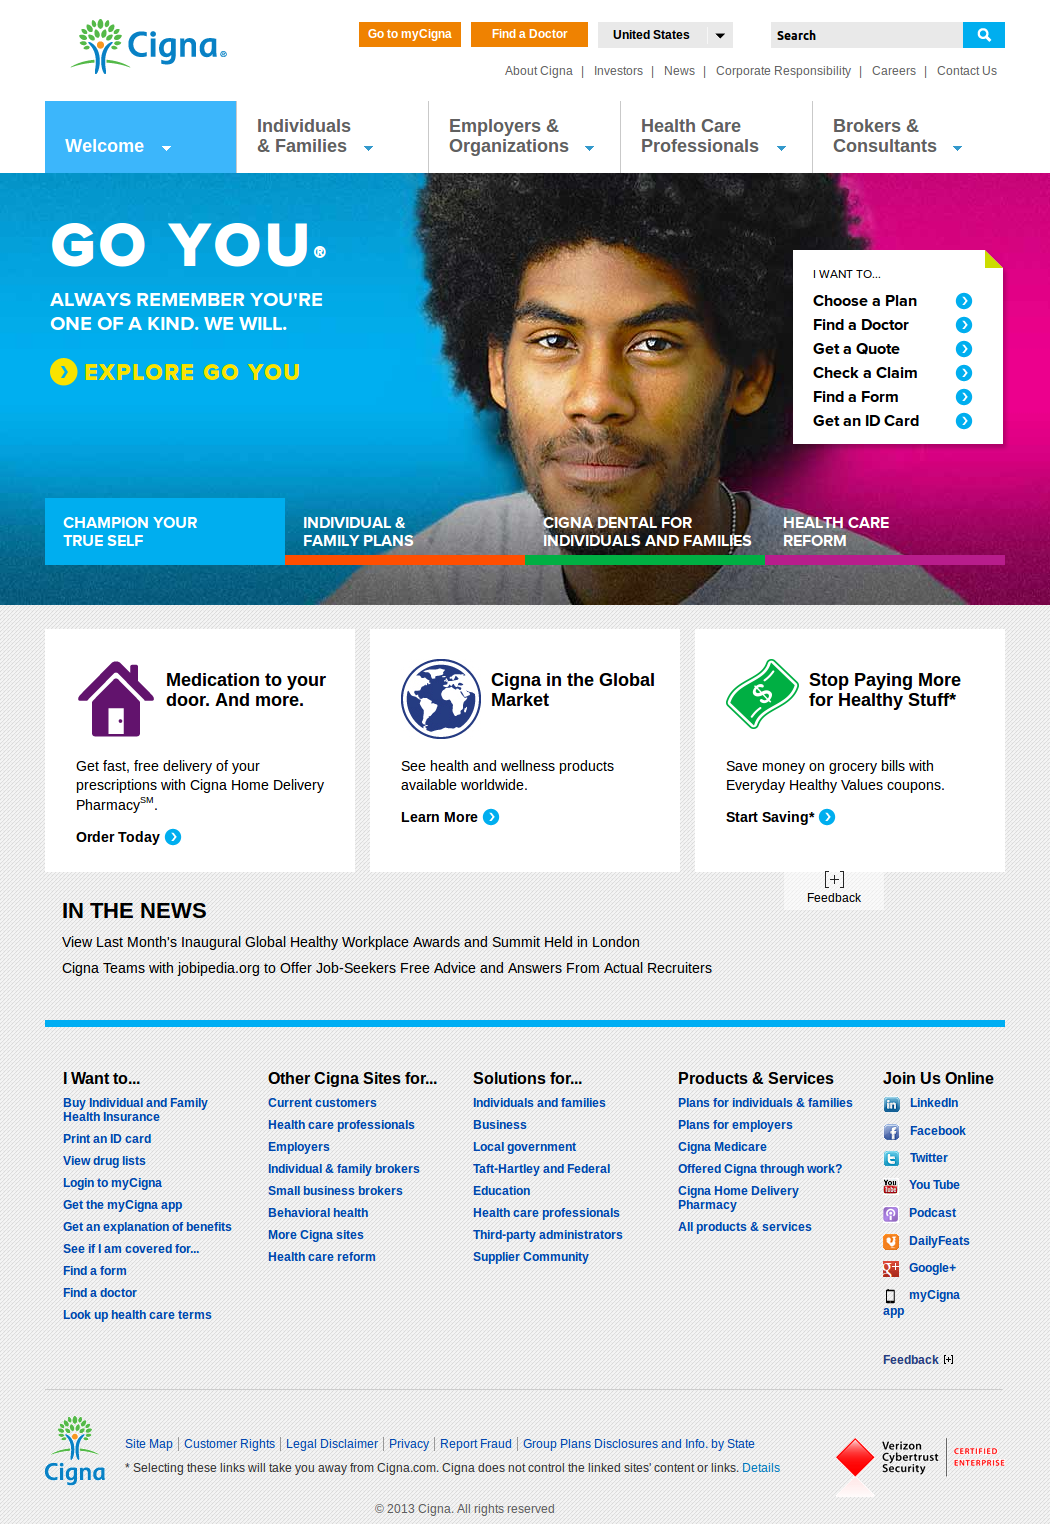 Cigna®
Go to myCigna
Find a Doctor
United States
Search
About Cigna | Investors | News | Corporate Responsibility | Careers | Contact Us
Welcome
Individuals
& Families
Employers &
Organizations
Health Care
Professionals
Brokers &
Consultants
GO YOU®
ALWAYS REMEMBER YOU'RE
ONE OF A KIND. WE WILL.
EXPLORE GO YOU
I WANT TO...
Choose a Plan
Find a Doctor
Get a Quote
Check a Claim
Find a Form
Get an ID Card
CHAMPION YOUR
TRUE SELF
INDIVIDUAL &
FAMILY PLANS
CIGNA DENTAL FOR
INDIVIDUALS AND FAMILIES
HEALTH CARE
REFORM
Medication to your
door. And more.
Get fast, free delivery of your
prescriptions with Cigna Home Delivery
PharmacySM.
Order Today
Cigna in the Global
Market
See health and wellness products
available worldwide.
Learn More
Stop Paying More
for Healthy Stuff*
Save money on grocery bills with
Everyday Healthy Values coupons.
Start Saving*
[+]
Feedback
IN THE NEWS
View Last Month's Inaugural Global Healthy Workplace Awards and Summit Held in London
Cigna Teams with jobipedia.org to Offer Job-Seekers Free Advice and Answers From Actual Recruiters
I Want to...
Buy Individual and Family
Health Insurance
Print an ID card
View drug lists
Login to myCigna
Get the myCigna app
Get an explanation of benefits
See if I am covered for...
Find a form
Find a doctor
Look up health care terms
Other Cigna Sites for...
Current customers
Health care professionals
Employers
Individual & family brokers
Small business brokers
Behavioral health
More Cigna sites
Health care reform
Solutions for...
Individuals and families
Business
Local government
Taft-Hartley and Federal
Education
Health care professionals
Third-party administrators
Supplier Community
Products & Services
Plans for individuals & families
Plans for employers
Cigna Medicare
Offered Cigna through work?
Cigna Home Delivery
Pharmacy
All products & services
Join Us Online
in LinkedIn
f Facebook
t Twitter
You Tube You Tube
Podcast
DailyFeats
g+ Google+
myCigna
app
Feedback [+]
Cigna
Site Map | Customer Rights | Legal Disclaimer | Privacy | Report Fraud | Group Plans Disclosures and Info. by State
* Selecting these links will take you away from Cigna.com. Cigna does not control the linked sites' content or links. Details
Verizon
Cybertrust
Security
CERTIFIED
ENTERPRISE
© 2013 Cigna. All rights reserved